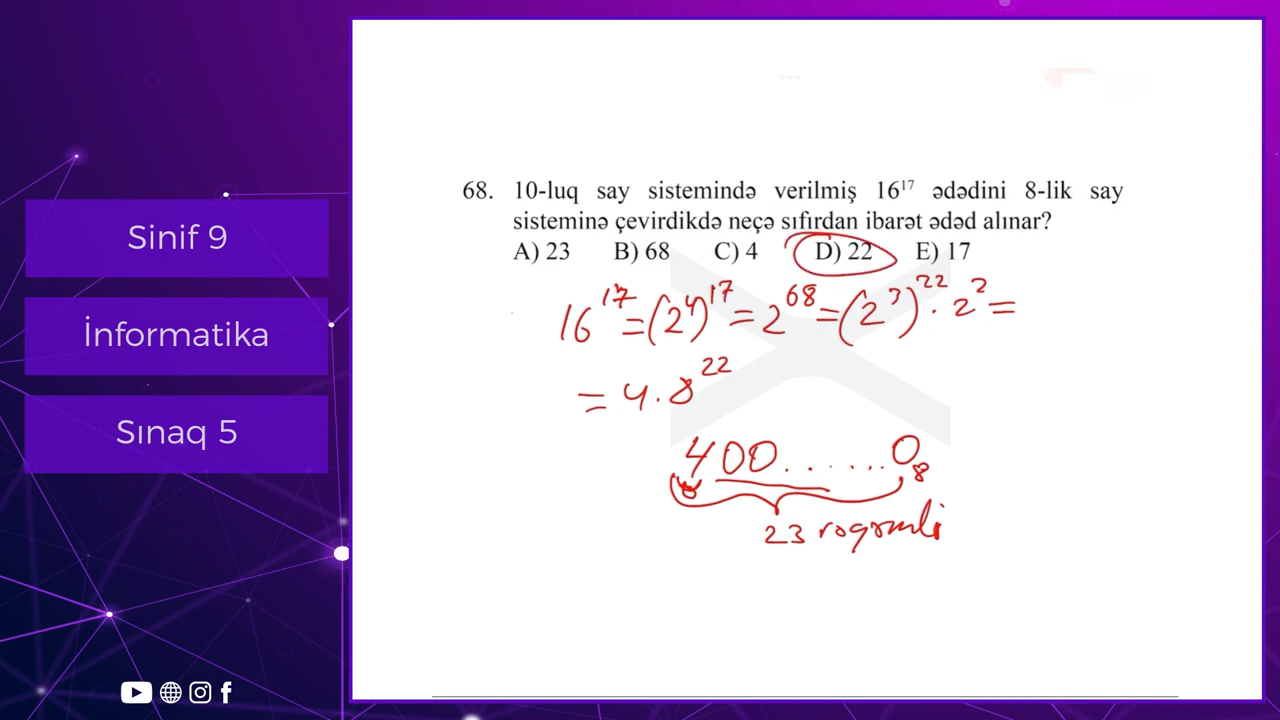 Sinif 9
İnformatika
Sınaq 5
68. 10-luq say sistemində verilmiş 16¹⁷ ədədini 8-lik say
sisteminə çevirdikdə neçə sıfırdan ibarət ədəd alınar?
A) 23 B) 68 C) 4 D) 22 E) 17
16¹⁷ = (2⁴)¹⁷ = 2⁶⁸ = (2³)²² · 2² =
= 4 · 8²²
400.......0₈
23 rəqəmli